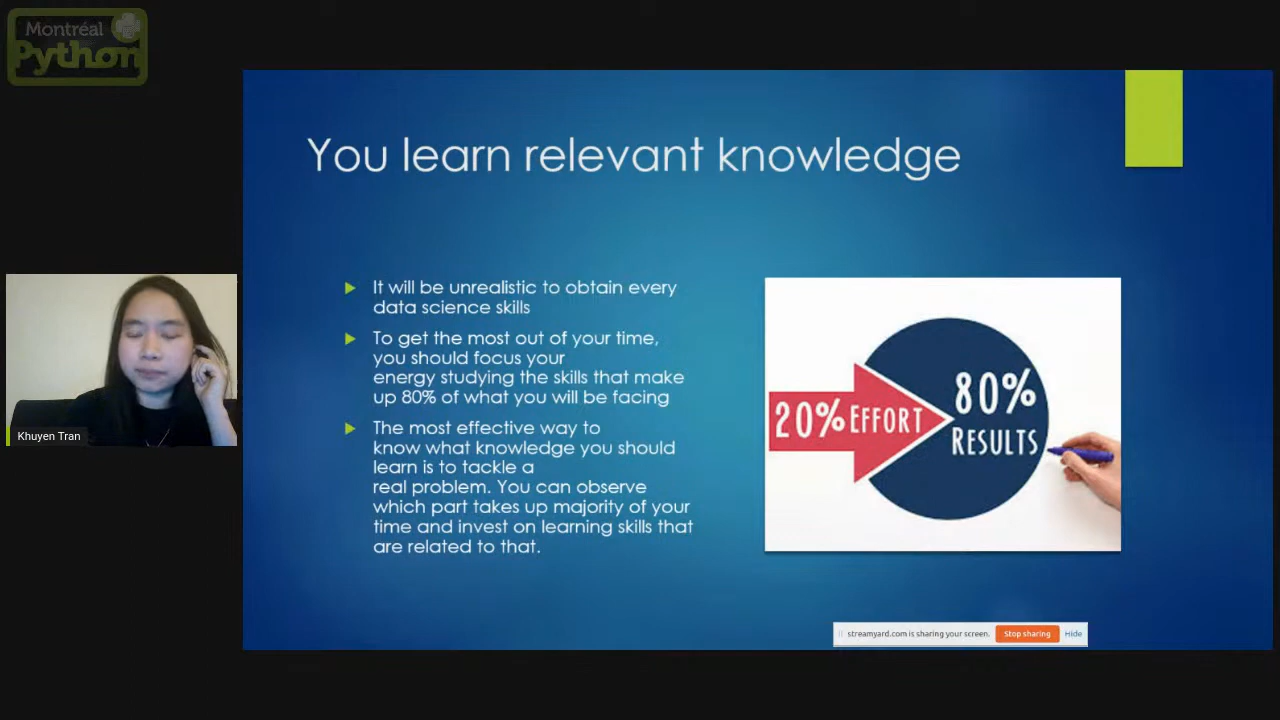 Montréal
Python
You learn relevant knowledge
It will be unrealistic to obtain every
data science skills
To get the most out of your time,
you should focus your
energy studying the skills that make
up 80% of what you will be facing
The most effective way to
know what knowledge you should
learn is to tackle a
real problem. You can observe
which part takes up majority of your
time and invest on learning skills that
are related to that.
20% EFFORT
80%
RESULTS
Khuyen Tran
streamyard.com is sharing your screen. Stop sharing Hide